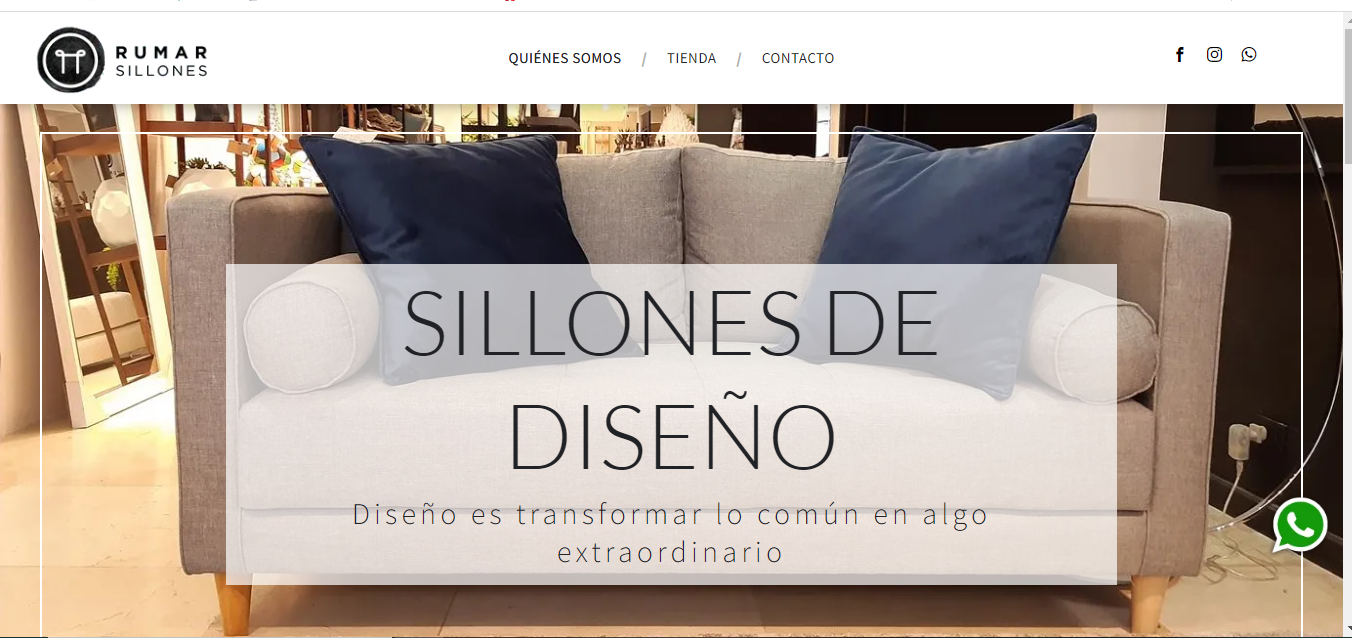 RUMAR
SILLONES
QUIÉNES SOMOS / TIENDA / CONTACTO
SILLONES DE
DISEÑO
Diseño es transformar lo común en algo
extraordinario